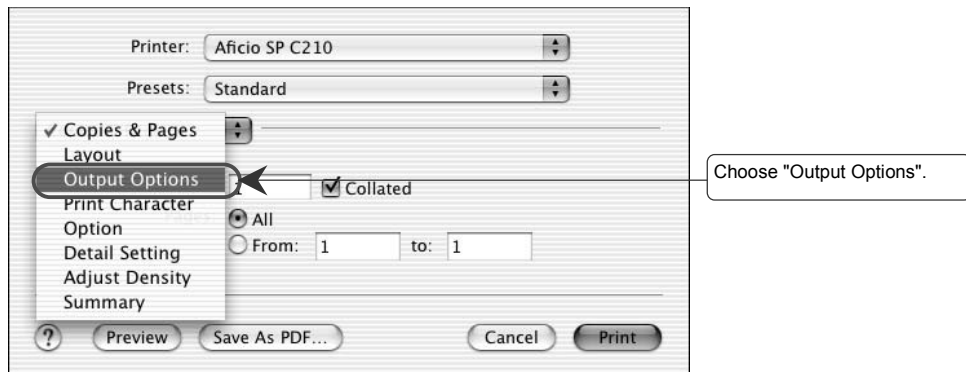 Printer: Aficio SP C210
Presets: Standard
✓ Copies & Pages
Layout
Output Options
1 ✓ Collated
Print Character
All
Option
From: 1 to: 1
Detail Setting
Adjust Density
Summary
? Preview Save As PDF... Cancel Print
Choose "Output Options".